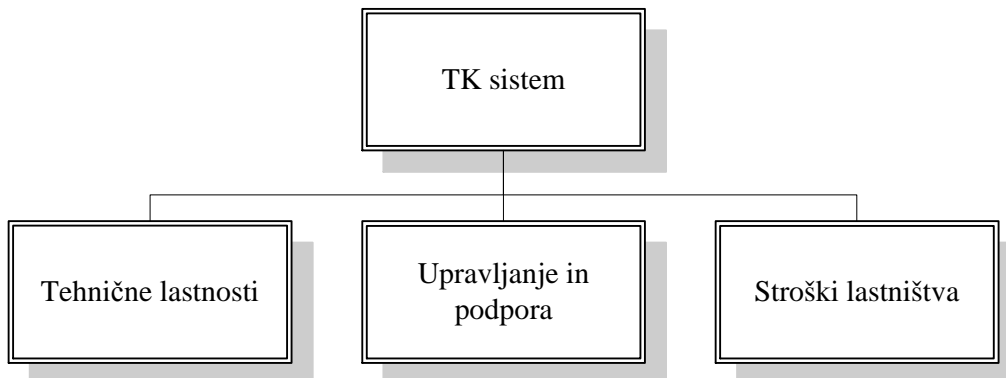 TK sistem
Tehnične lastnosti
Upravljanje in
podpora
Stroški lastništva